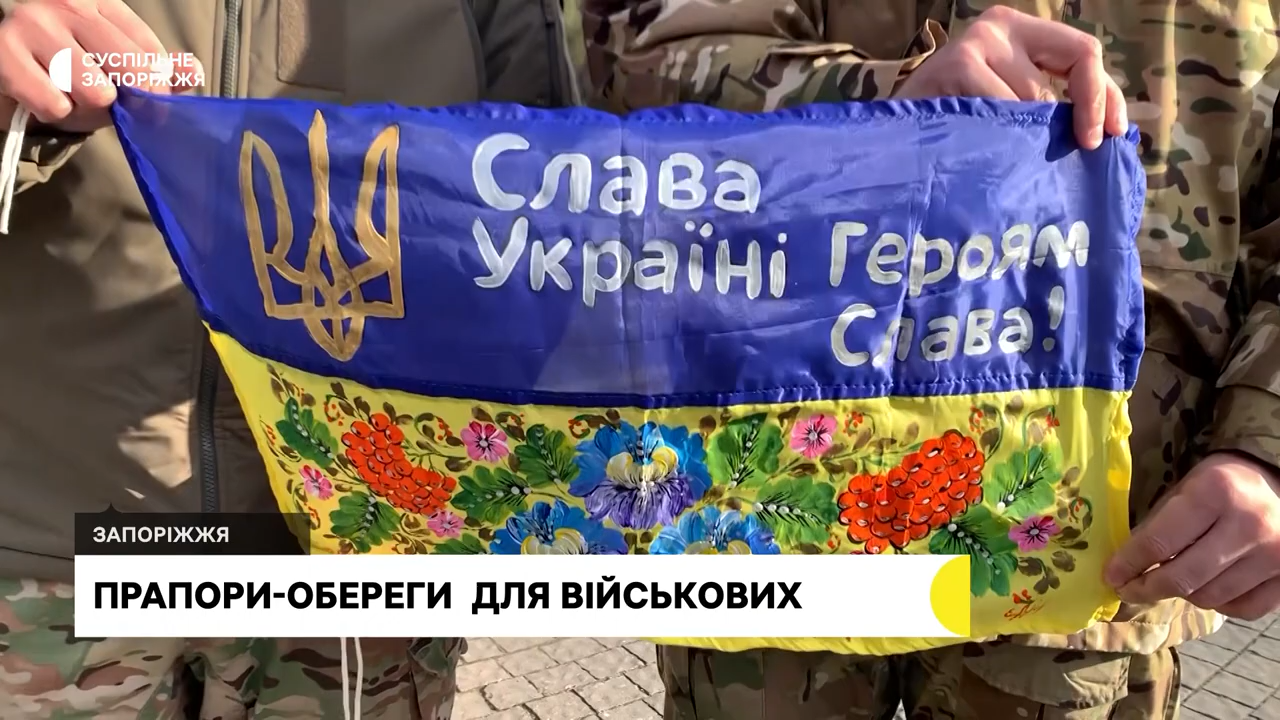 СУСПІЛЬНЕ
ЗАПОРІЖЖЯ
Слава
Україні Героям
Слава!
ЗАПОРІЖЖЯ
ПРАПОРИ-ОБЕРЕГИ ДЛЯ ВІЙСЬКОВИХ